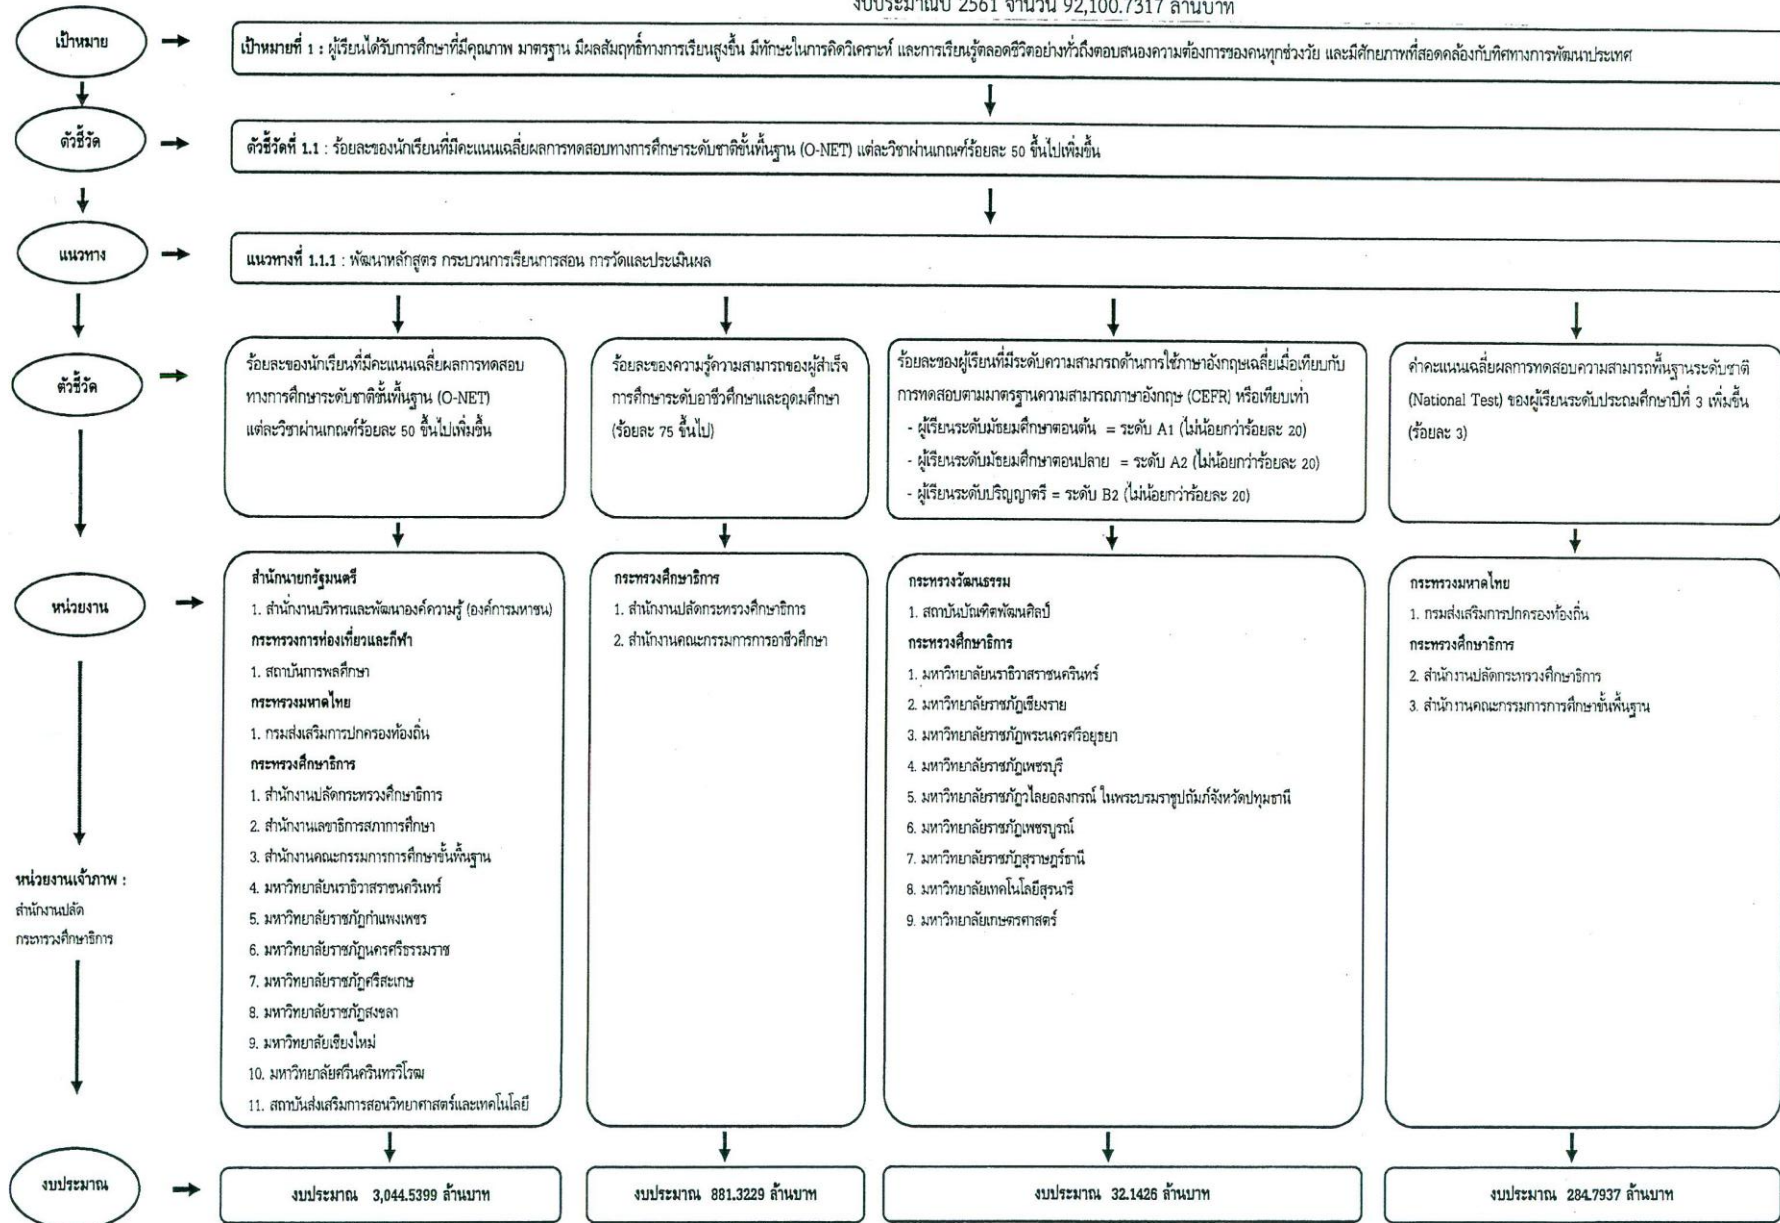 งบประมาณปี 2561 จำนวน 92,100.7317 ล้านบาท
เป้าหมาย
เป้าหมายที่ 1 : ผู้เรียนได้รับการศึกษาที่มีคุณภาพ มาตรฐาน มีผลสัมฤทธิ์ทางการเรียนสูงขึ้น มีทักษะในการคิดวิเคราะห์ และการเรียนรู้ตลอดชีวิตอย่างทั่วถึงตอบสนองความต้องการของคนทุกช่วงวัย และมีศักยภาพที่สอดคล้องกับทิศทางการพัฒนาประเทศ
ตัวชี้วัด
ตัวชี้วัดที่ 1.1 : ร้อยละของนักเรียนที่มีคะแนนเฉลี่ยผลการทดสอบทางการศึกษาระดับชาติขั้นพื้นฐาน (O-NET) แต่ละวิชาผ่านเกณฑ์ร้อยละ 50 ขึ้นไปเพิ่มขึ้น
แนวทาง
แนวทางที่ 1.1.1 : พัฒนาหลักสูตร กระบวนการเรียนการสอน การวัดและประเมินผล
ตัวชี้วัด
ร้อยละของนักเรียนที่มีคะแนนเฉลี่ยผลการทดสอบ
ทางการศึกษาระดับชาติขั้นพื้นฐาน (O-NET)
แต่ละวิชาผ่านเกณฑ์ร้อยละ 50 ขึ้นไปเพิ่มขึ้น
ร้อยละของความรู้ความสามารถของผู้สำเร็จ
การศึกษาระดับอาชีวศึกษาและอุดมศึกษา
(ร้อยละ 75 ขึ้นไป)
ร้อยละของผู้เรียนที่มีระดับความสามารถด้านการใช้ภาษาอังกฤษเฉลี่ยเมื่อเทียบกับ
การทดสอบตามมาตรฐานความสามารถภาษาอังกฤษ (CEFR) หรือเทียบเท่า
- ผู้เรียนระดับมัธยมศึกษาตอนต้น = ระดับ A1 (ไม่น้อยกว่าร้อยละ 20)
- ผู้เรียนระดับมัธยมศึกษาตอนปลาย = ระดับ A2 (ไม่น้อยกว่าร้อยละ 20)
- ผู้เรียนระดับปริญญาตรี = ระดับ B2 (ไม่น้อยกว่าร้อยละ 20)
ค่าคะแนนเฉลี่ยผลการทดสอบความสามารถพื้นฐานระดับชาติ
(National Test) ของผู้เรียนระดับประถมศึกษาปีที่ 3 เพิ่มขึ้น
(ร้อยละ 3)
หน่วยงาน
หน่วยงานเจ้าภาพ :
สำนักงานปลัด
กระทรวงศึกษาธิการ
สำนักนายกรัฐมนตรี
1. สำนักงานบริหารและพัฒนาองค์ความรู้ (องค์การมหาชน)
กระทรวงการท่องเที่ยวและกีฬา
1. สถาบันการพลศึกษา
กระทรวงมหาดไทย
1. กรมส่งเสริมการปกครองท้องถิ่น
กระทรวงศึกษาธิการ
1. สำนักงานปลัดกระทรวงศึกษาธิการ
2. สำนักงานเลขาธิการสภาการศึกษา
3. สำนักงานคณะกรรมการการศึกษาขั้นพื้นฐาน
4. มหาวิทยาลัยนราธิวาสราชนครินทร์
5. มหาวิทยาลัยราชภัฏกำแพงเพชร
6. มหาวิทยาลัยราชภัฏนครศรีธรรมราช
7. มหาวิทยาลัยราชภัฏศรีสะเกษ
8. มหาวิทยาลัยราชภัฏสงขลา
9. มหาวิทยาลัยเชียงใหม่
10. มหาวิทยาลัยศรีนครินทรวิโรฒ
11. สถาบันส่งเสริมการสอนวิทยาศาสตร์และเทคโนโลยี
กระทรวงศึกษาธิการ
1. สำนักงานปลัดกระทรวงศึกษาธิการ
2. สำนักงานคณะกรรมการการอาชีวศึกษา
กระทรวงวัฒนธรรม
1. สถาบันบัณฑิตพัฒนศิลป์
กระทรวงศึกษาธิการ
1. มหาวิทยาลัยนราธิวาสราชนครินทร์
2. มหาวิทยาลัยราชภัฏเชียงราย
3. มหาวิทยาลัยราชภัฏพระนครศรีอยุธยา
4. มหาวิทยาลัยราชภัฏเพชรบุรี
5. มหาวิทยาลัยราชภัฏวไลยอลงกรณ์ ในพระบรมราชูปถัมภ์จังหวัดปทุมธานี
6. มหาวิทยาลัยราชภัฏเพชรบูรณ์
7. มหาวิทยาลัยราชภัฏสุราษฎร์ธานี
8. มหาวิทยาลัยเทคโนโลยีสุรนารี
9. มหาวิทยาลัยเกษตรศาสตร์
กระทรวงมหาดไทย
1. กรมส่งเสริมการปกครองท้องถิ่น
กระทรวงศึกษาธิการ
2. สำนักงานปลัดกระทรวงศึกษาธิการ
3. สำนักงานคณะกรรมการการศึกษาขั้นพื้นฐาน
งบประมาณ
งบประมาณ 3,044.5399 ล้านบาท
งบประมาณ 881.3229 ล้านบาท
งบประมาณ 32.1426 ล้านบาท
งบประมาณ 284.7937 ล้านบาท